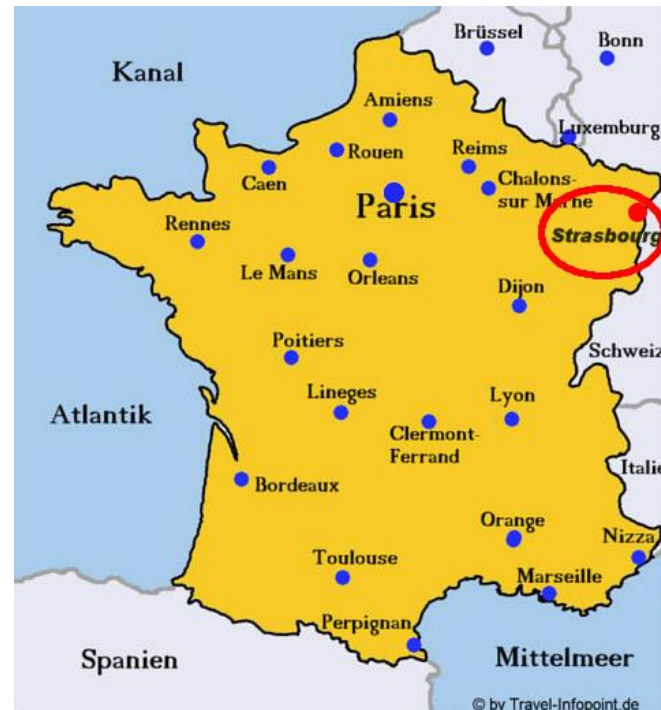 Brüssel
Bonn
Kanal
Amiens
Luxemburg
Rouen
Reims
Caen
Chalons-
sur Marne
Paris
Rennes
Strasbourg
Le Mans
Orleans
Dijon
Poitiers
Schweiz
Lineges
Lyon
Atlantik
Clermont-
Ferrand
Italie
Bordeaux
Orange
Nizza
Toulouse
Marseille
Perpignan
Spanien
Mittelmeer
© by Travel-Infopoint.de